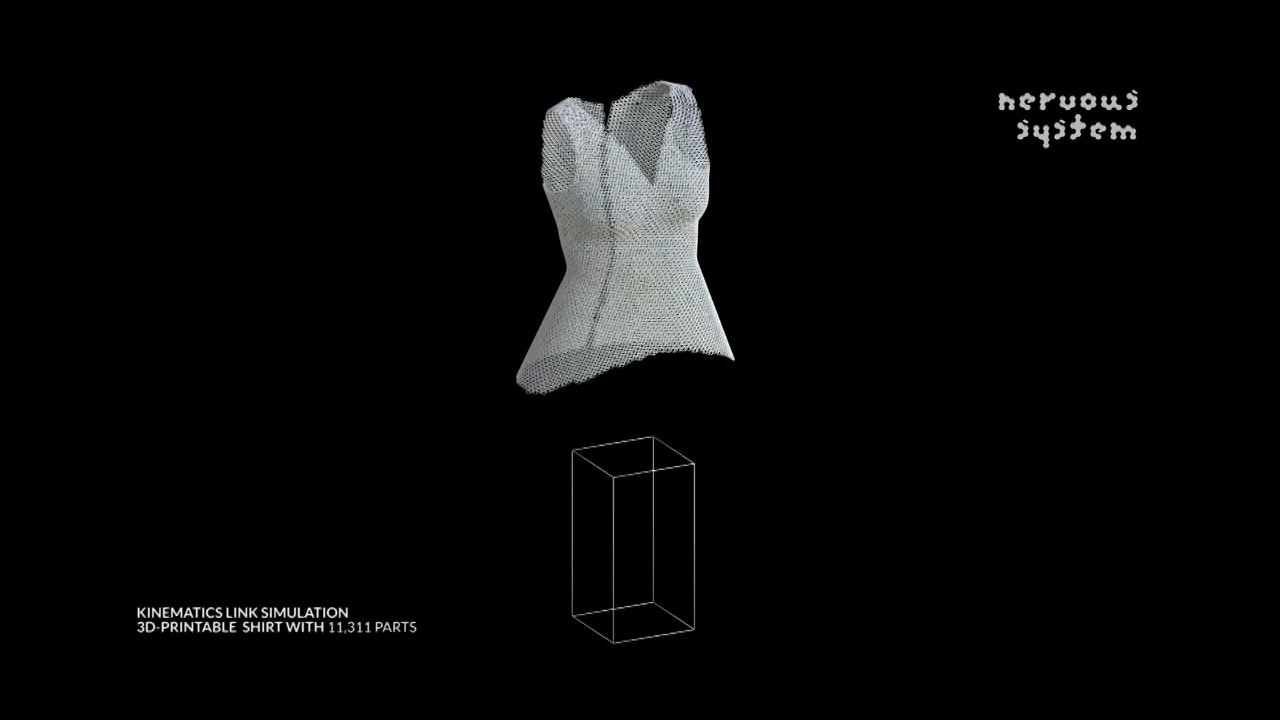 nervous
system
KINEMATICS LINK SIMULATION
3D-PRINTABLE SHIRT WITH 11,311 PARTS